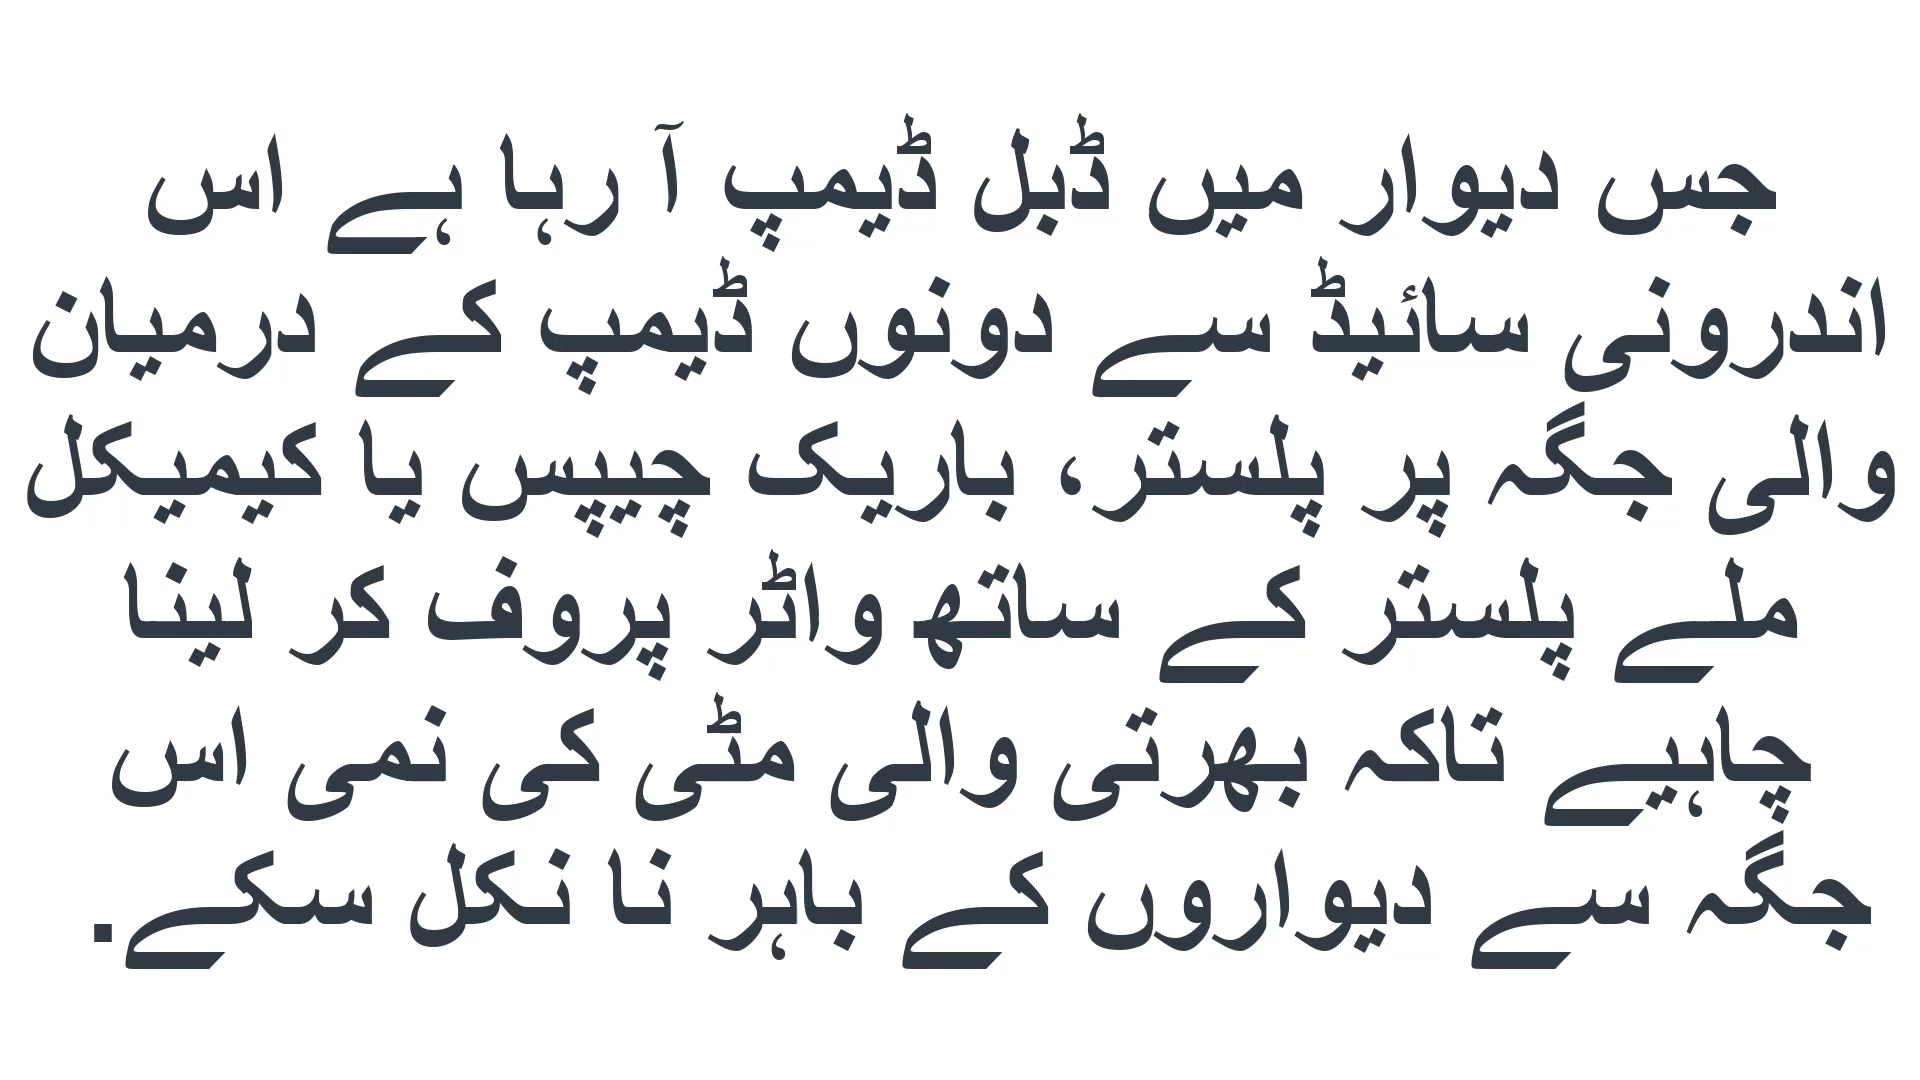 جس دیوار میں ڈبل ڈیمپ آ رہا ہے اس
اندرونی سائیڈ سے دونوں ڈیمپ کے درمیان
والی جگہ پر پلستر، باریک چیپس یا کیمیکل
ملے پلستر کے ساتھ واٹر پروف کر لینا
چاہیے تاکہ بھرتی والی مٹی کی نمی اس
جگہ سے دیواروں کے باہر نا نکل سکے.